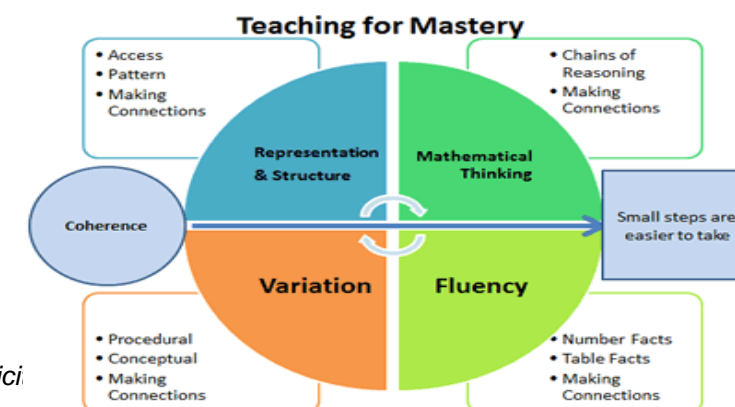 Teaching for Mastery
• Access
• Pattern
• Making
Connections
• Chains of
Reasoning
• Making
Connections
Representation
& Structure
Mathematical
Thinking
Coherence
Small steps are
easier to take
Variation
Fluency
• Procedural
• Conceptual
• Making
Connections
• Number Facts
• Table Facts
• Making
Connections